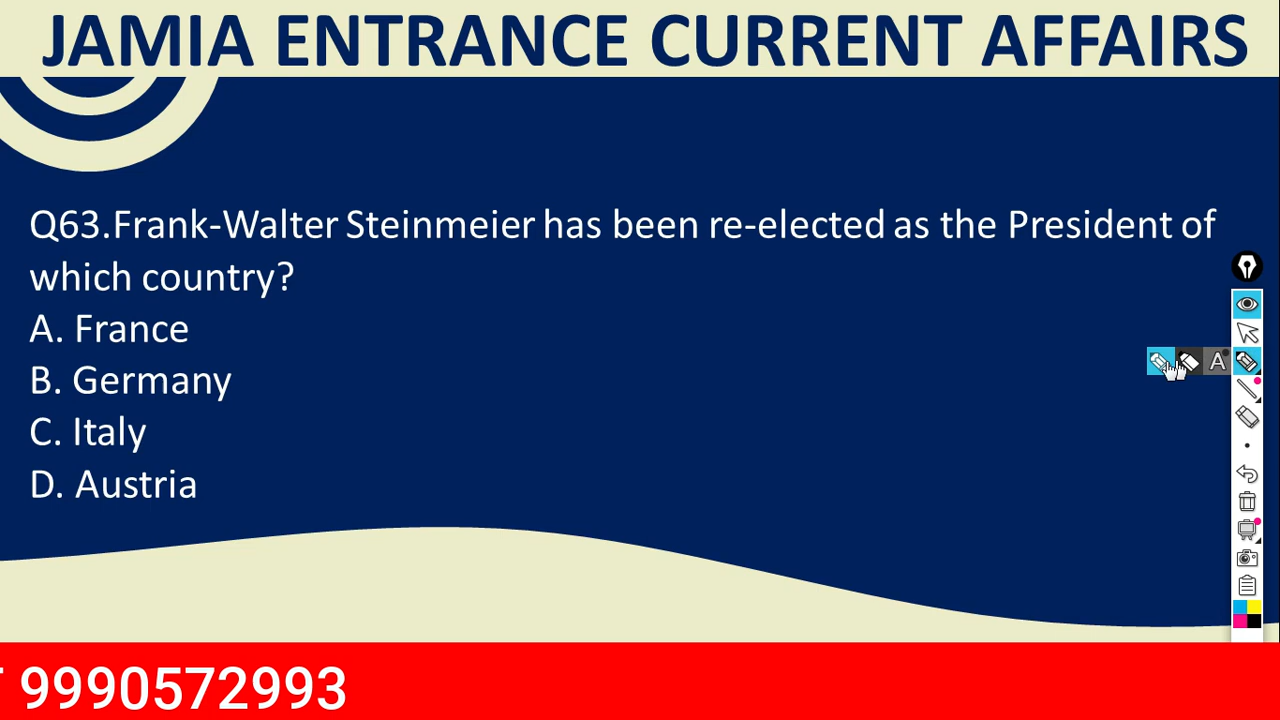 JAMIA ENTRANCE CURRENT AFFAIRS
Q63.Frank-Walter Steinmeier has been re-elected as the President of
which country?
A. France
B. Germany
C. Italy
D. Austria
A
9990572993